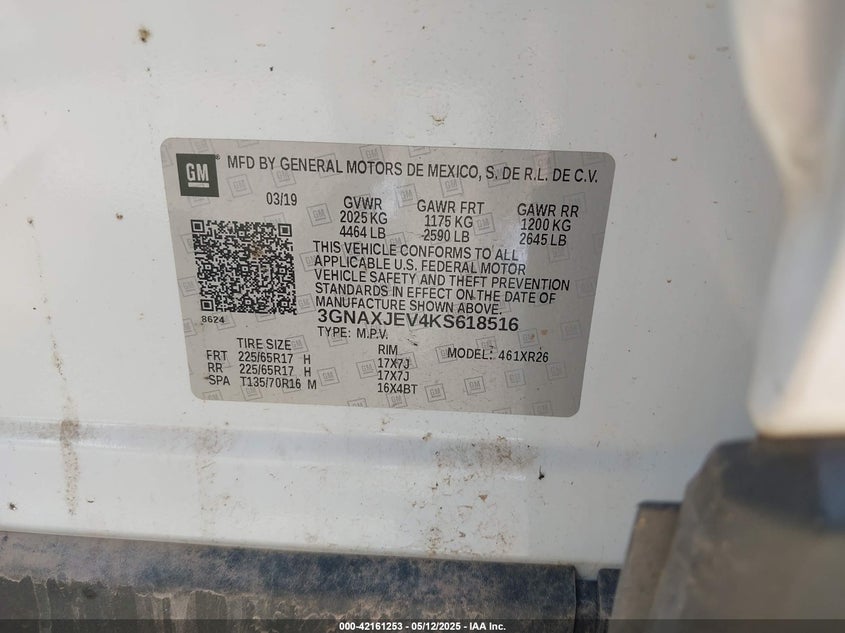 GM
MFD BY GENERAL MOTORS DE MEXICO, S. DE R.L. DE C.V.
03/19 GVWR GAWR FRT GAWR RR
2025 KG 1175 KG 1200 KG
4464 LB 2590 LB 2645 LB
THIS VEHICLE CONFORMS TO ALL
APPLICABLE U.S. FEDERAL MOTOR
VEHICLE SAFETY AND THEFT PREVENTION
STANDARDS IN EFFECT ON THE DATE OF
MANUFACTURE SHOWN ABOVE.
8624
3GNAXJEV4KS618516
TYPE: M.P.V.
TIRE SIZE RIM MODEL: 461XR26
FRT 225/65R17 H 17X7J
RR 225/65R17 H 17X7J
SPA T135/70R16 M 16X4BT
000-42161253 - 05/12/2025 - IAA Inc.